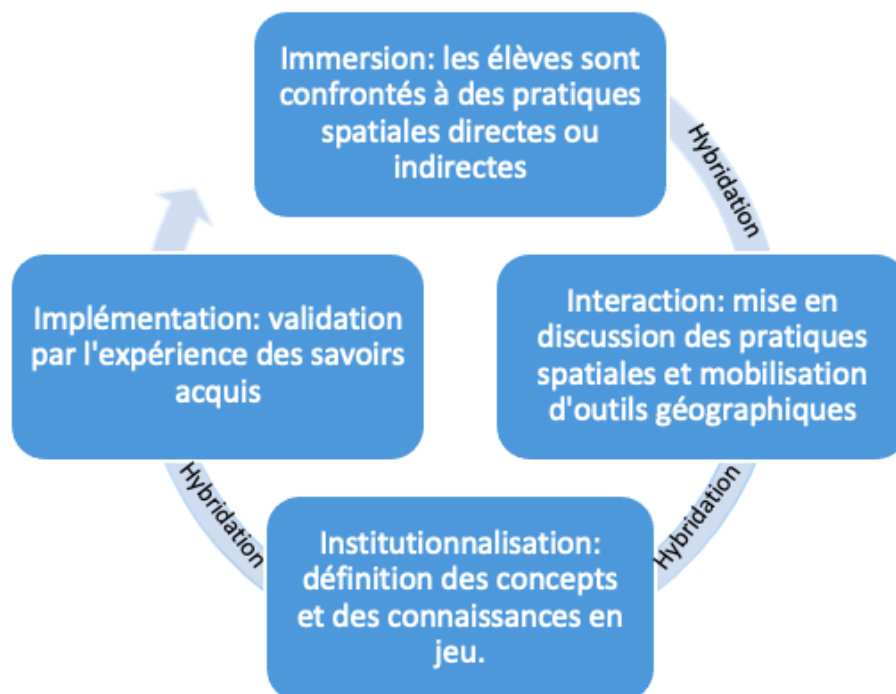 Immersion: les élèves sont
confrontés à des pratiques
spatiales directes ou
indirectes
Hybridation
Interaction: mise en
discussion des pratiques
spatiales et mobilisation
d'outils géographiques
Hybridation
Institutionnalisation:
définition des concepts
et des connaissances en
jeu.
Hybridation
Implémentation: validation
par l'expérience des savoirs
acquis